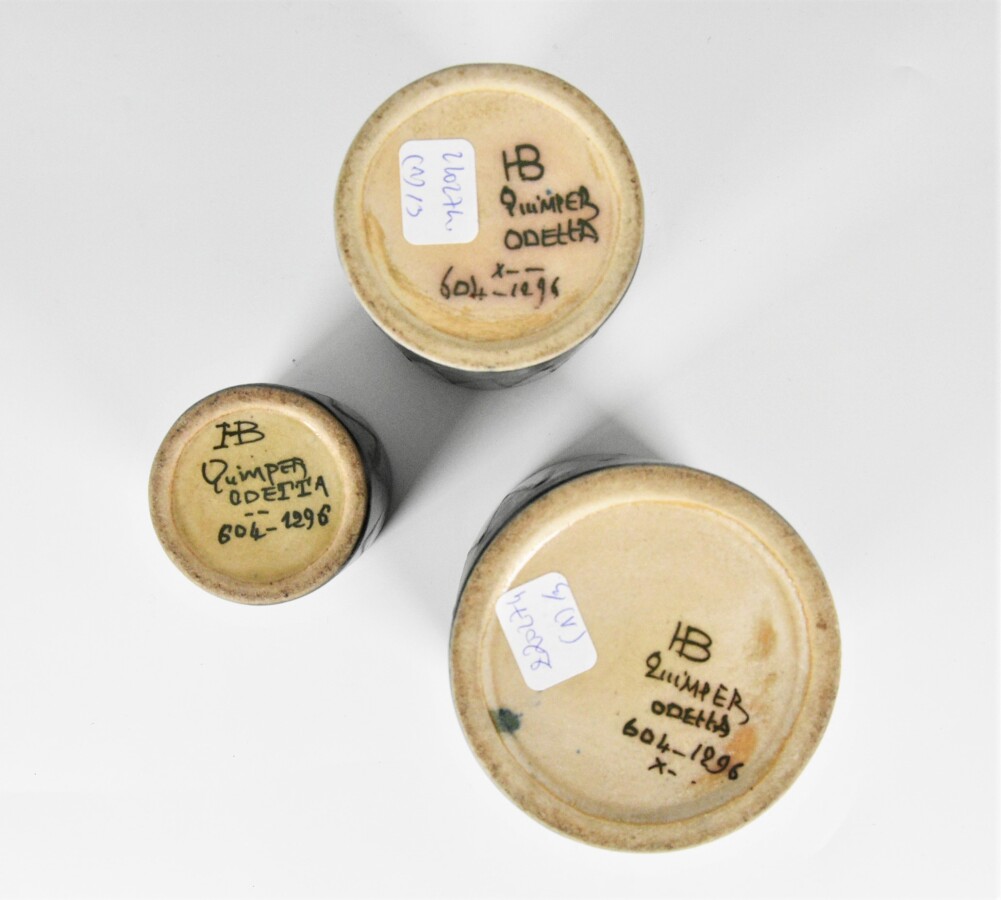 HB
QuiMPER
ODETTA
x - -
604-1296
HB
QuiMPER
ODETTA
--
604-1296
HB
QuiMPER
ODETTA
604-1296
x-